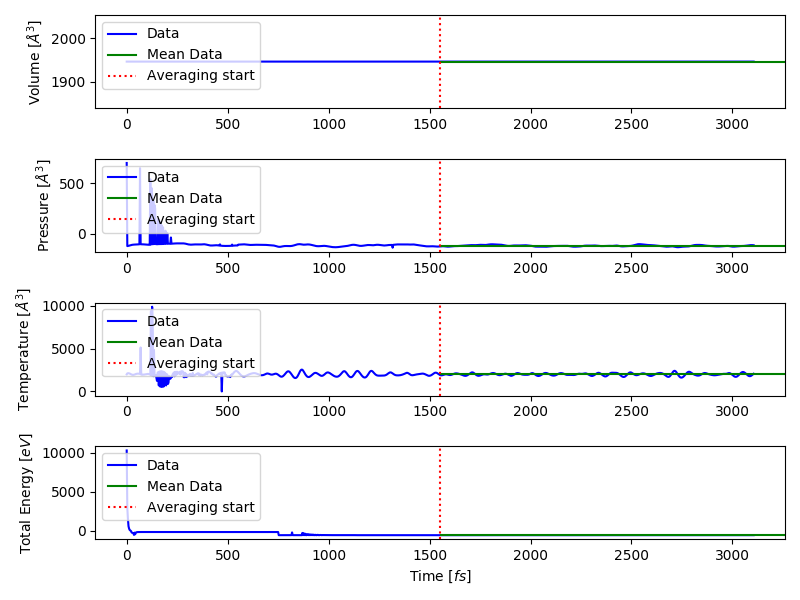 Volume [Å³]
2000
1900
Data
Mean Data
Averaging start
0 500 1000 1500 2000 2500 3000
Pressure [Å³]
500
0
Data
Mean Data
Averaging start
0 500 1000 1500 2000 2500 3000
Temperature [Å³]
10000
5000
0
Data
Mean Data
Averaging start
0 500 1000 1500 2000 2500 3000
Total Energy [eV]
10000
5000
0
Data
Mean Data
Averaging start
0 500 1000 1500 2000 2500 3000
Time [fs]